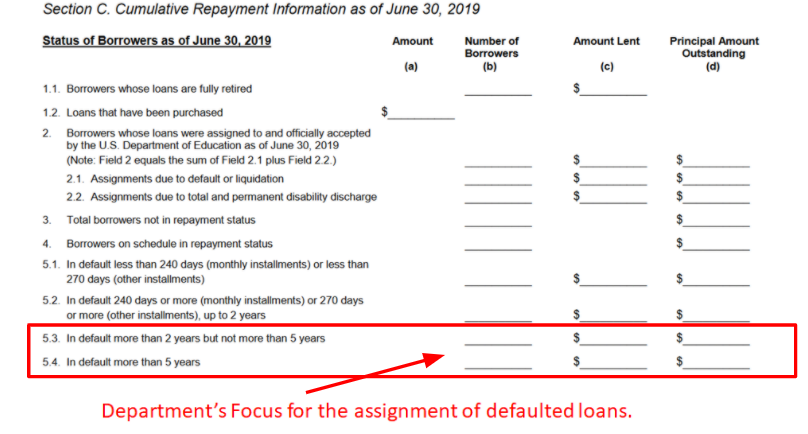 Section C. Cumulative Repayment Information as of June 30, 2019
Status of Borrowers as of June 30, 2019 Amount Number of Amount Lent Principal Amount
Borrowers Outstanding
(a) (b) (c) (d)
1.1. Borrowers whose loans are fully retired $
1.2. Loans that have been purchased $
2. Borrowers whose loans were assigned to and officially accepted
by the U.S. Department of Education as of June 30, 2019
(Note: Field 2 equals the sum of Field 2.1 plus Field 2.2.) $ $
2.1. Assignments due to default or liquidation $ $
2.2. Assignments due to total and permanent disability discharge $ $
3. Total borrowers not in repayment status $
4. Borrowers on schedule in repayment status $
5.1. In default less than 240 days (monthly installments) or less than
270 days (other installments) $ $
5.2. In default 240 days or more (monthly installments) or 270 days
or more (other installments), up to 2 years $ $
5.3. In default more than 2 years but not more than 5 years $ $
5.4. In default more than 5 years $ $
Department's Focus for the assignment of defaulted loans.